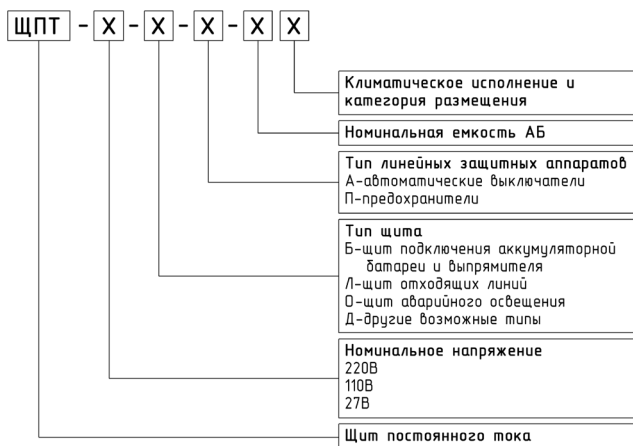 ЩПТ - Х - Х - Х - Х Х
Климатическое исполнение и
категория размещения
Номинальная емкость АБ
Тип линейных защитных аппаратов
А-автоматические выключатели
П-предохранители
Тип щита
Б-щит подключения аккумуляторной
батареи и выпрямителя
Л-щит отходящих линий
О-щит аварийного освещения
Д-другие возможные типы
Номинальное напряжение
220В
110В
27В
Щит постоянного тока